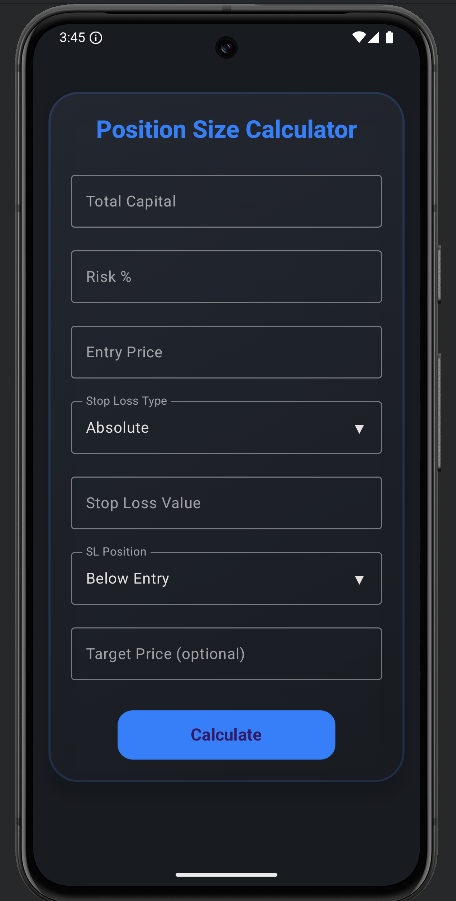 3:45
Position Size Calculator
Total Capital
Risk %
Entry Price
Stop Loss Type
Absolute
Stop Loss Value
SL Position
Below Entry
Target Price (optional)
Calculate